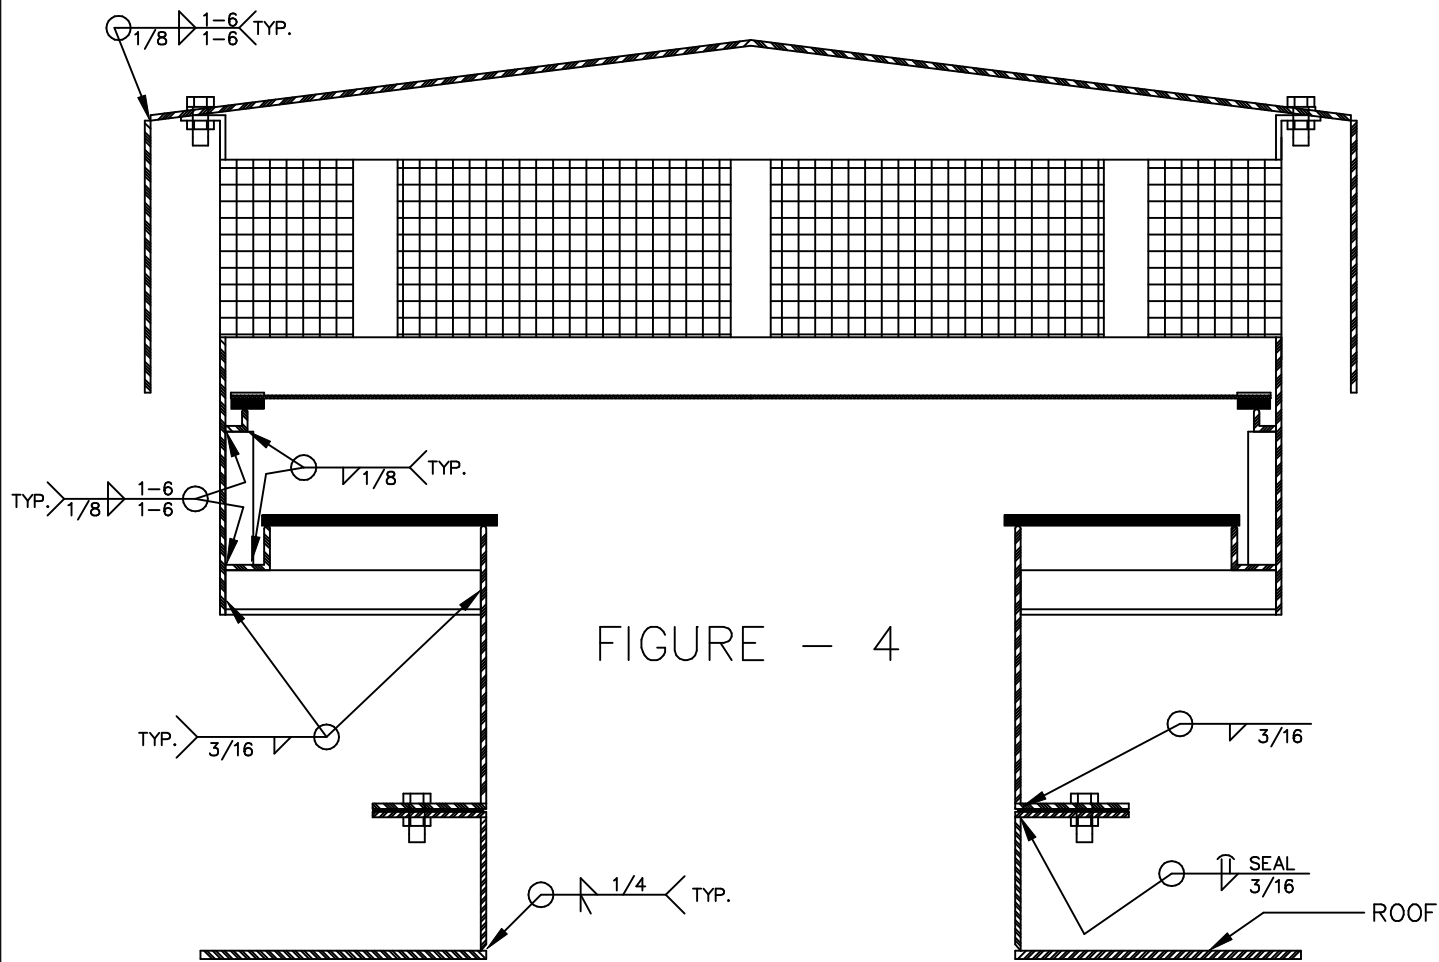 1/8 1-6 TYP.
1-6
1/8 TYP.
TYP. 1/8 1-6
1-6
FIGURE - 4
TYP. 3/16
3/16
SEAL
3/16
1/4 TYP.
ROOF